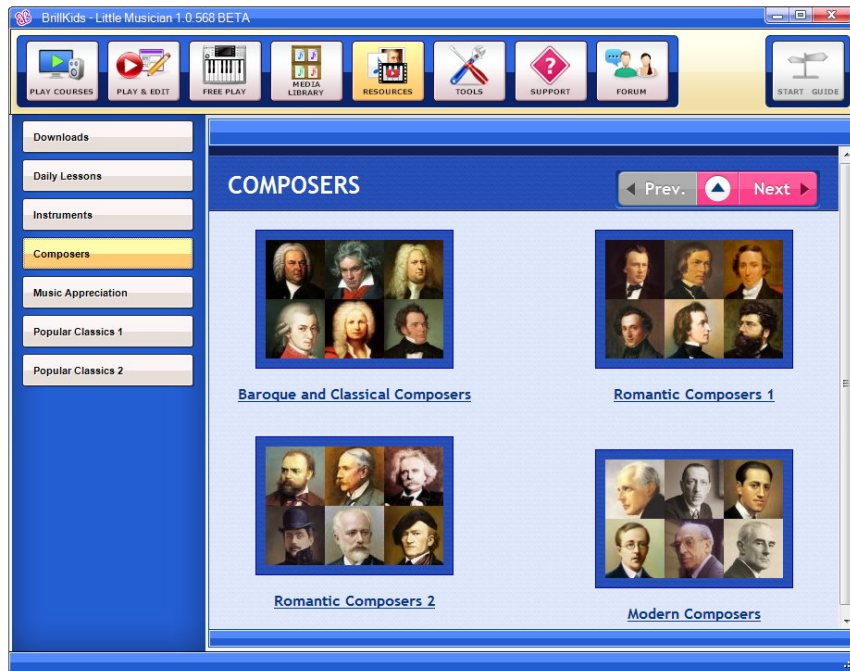 BrillKids - Little Musician 1.0.568 BETA
PLAY COURSES
PLAY & EDIT
FREE PLAY
MEDIA
LIBRARY
RESOURCES
TOOLS
SUPPORT
FORUM
START GUIDE
Downloads
Daily Lessons
Instruments
Composers
Music Appreciation
Popular Classics 1
Popular Classics 2
COMPOSERS
Prev.
Next
Baroque and Classical Composers
Romantic Composers 1
Romantic Composers 2
Modern Composers